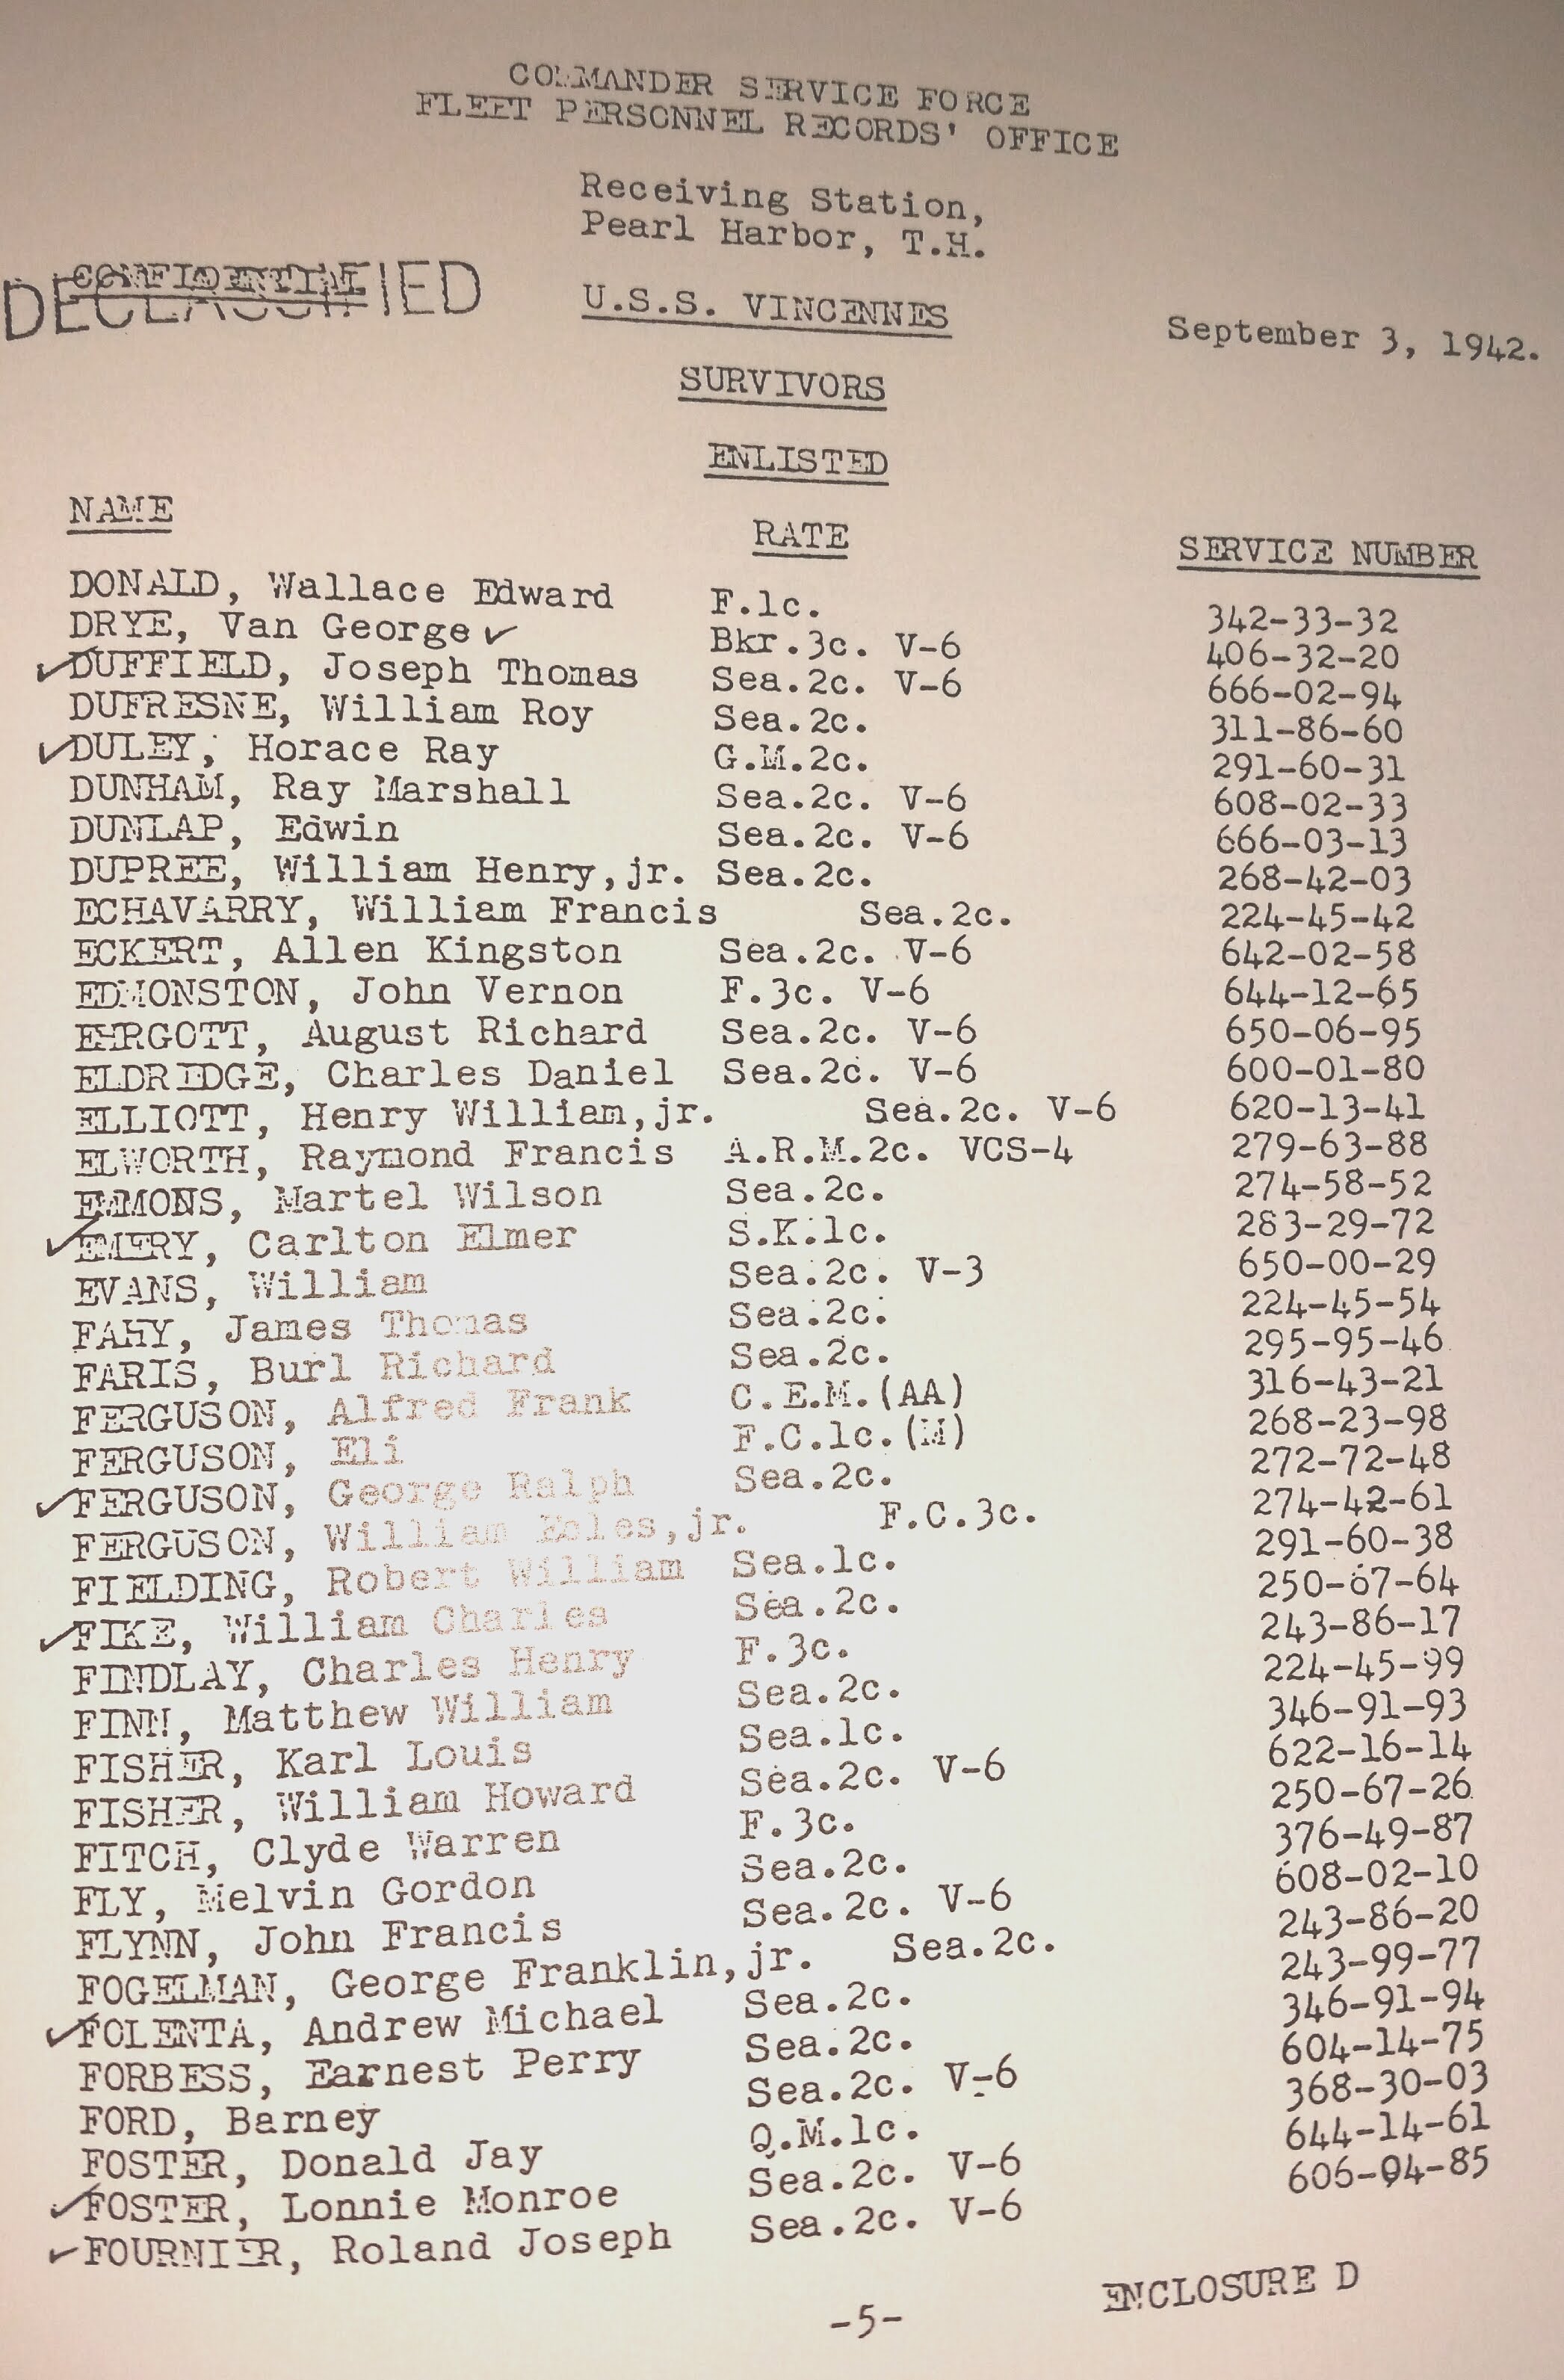 COMMANDER SERVICE FORCE
FLEET PERSONNEL RECORDS' OFFICE
Receiving Station,
Pearl Harbor, T.H.
CONFIDENTIAL
DECLASSIFIED
U.S.S. VINCENNES
September 3, 1942.
SURVIVORS
ENLISTED
NAME RATE SERVICE NUMBER
DONALD, Wallace Edward F.1c. 342-33-32
DRYE, Van George ✓ Bkr.3c. V-6 406-32-20
✓DUFFIELD, Joseph Thomas Sea.2c. V-6 666-02-94
DUFRESNE, William Roy Sea.2c. 311-86-60
✓DULEY, Horace Ray G.M.2c. 291-60-31
DUNHAM, Ray Marshall Sea.2c. V-6 608-02-33
DUNLAP, Edwin Sea.2c. V-6 666-03-13
DUPREE, William Henry,jr. Sea.2c. 268-42-03
ECHAVARRY, William Francis Sea.2c. 224-45-42
ECKERT, Allen Kingston Sea.2c. V-6 642-02-58
EDMONSTON, John Vernon F.3c. V-6 644-12-65
EHRGOTT, August Richard Sea.2c. V-6 650-06-95
ELDRIDGE, Charles Daniel Sea.2c. V-6 600-01-80
ELLIOTT, Henry William,jr. Sea.2c. V-6 620-13-41
ELWORTH, Raymond Francis A.R.M.2c. VCS-4 279-63-88
EMMONS, Martel Wilson Sea.2c. 274-58-52
✓EMERY, Carlton Elmer S.K.1c. 283-29-72
EVANS, William Sea.2c. V-3 650-00-29
FAHY, James Thomas Sea.2c. 224-45-54
FARIS, Burl Richard Sea.2c. 295-95-46
FERGUSON, Alfred Frank C.E.M.(AA) 316-43-21
FERGUSON, Eli F.C.1c.(M) 268-23-98
✓FERGUSON, George Ralph Sea.2c. 272-72-48
FERGUSON, William jr. F.C.3c. 274-42-61
FIELDING, Robert William Sea.1c. 291-60-38
✓FIKE, William Charles Sea.2c. 250-67-64
FINDLAY, Charles Henry F.3c. 243-86-17
FINN, Matthew William Sea.2c. 224-45-99
FISHER, Karl Louis Sea.1c. 346-91-93
FISHER, William Howard Sea.2c. V-6 622-16-14
FITCH, Clyde Warren F.3c. 250-67-26
FLY, Melvin Gordon Sea.2c. 376-49-87
FLYNN, John Francis Sea.2c. V-6 608-02-10
FOGELMAN, George Franklin,jr. Sea.2c. 243-86-20
✓FOLENTA, Andrew Michael Sea.2c. 243-99-77
FORBESS, Earnest Perry Sea.2c. 346-91-94
FORD, Barney Sea.2c. V-6 604-14-75
FOSTER, Donald Jay Q.M.1c. 368-30-03
✓FOSTER, Lonnie Monroe Sea.2c. V-6 644-14-61
✓FOURNIER, Roland Joseph Sea.2c. V-6 606-04-85
ENCLOSURE D
-5-